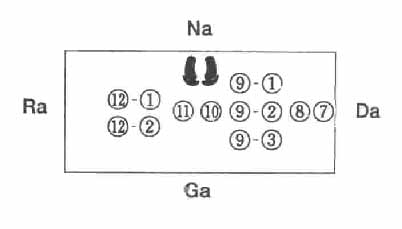 Na
⑨-①
Ra ⑫-① ⑪ ⑩ ⑨-② ⑧ ⑦ Da
⑫-② ⑨-③
Ga